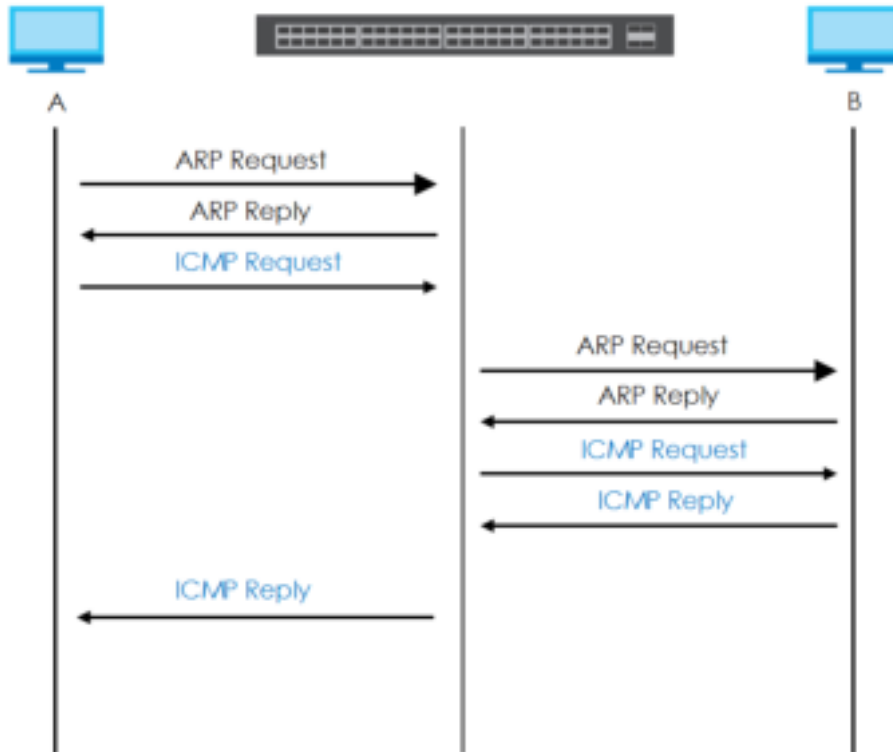 A
B
ARP Request
ARP Reply
ICMP Request
ARP Request
ARP Reply
ICMP Request
ICMP Reply
ICMP Reply